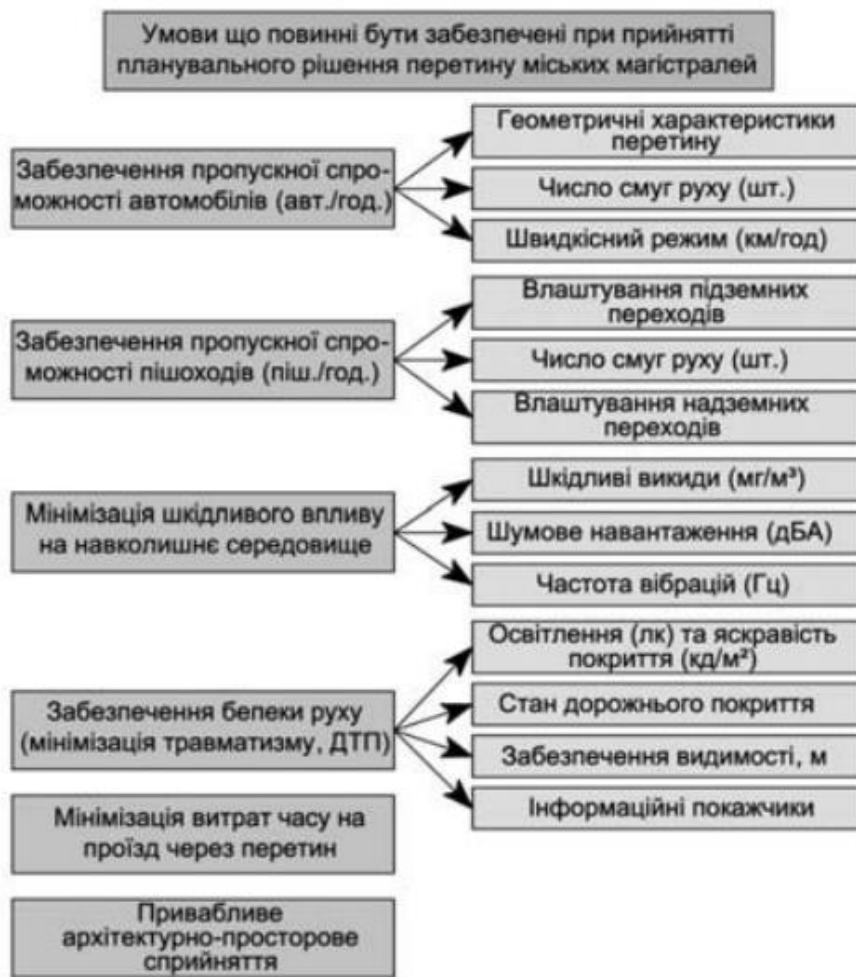 Умови що повинні бути забезпечені при прийнятті
планувального рішення перетину міських магістралей
Забезпечення пропускної спро-
можності автомобілів (авт./год.)
Геометричні характеристики
перетину
Число смуг руху (шт.)
Швидкісний режим (км/год)
Забезпечення пропускної спро-
можності пішоходів (піш./год.)
Влаштування підземних
переходів
Число смуг руху (шт.)
Влаштування надземних
переходів
Мінімізація шкідливого впливу
на навколишнє середовище
Шкідливі викиди (мг/м³)
Шумове навантаження (дБА)
Частота вібрацій (Гц)
Забезпечення бепеки руху
(мінімізація травматизму, ДТП)
Освітлення (лк) та яскравість
покриття (кд/м²)
Стан дорожнього покриття
Забезпечення видимості, м
Інформаційні покажчики
Мінімізація витрат часу на
проїзд через перетин
Привабливе
архітектурно-просторове
сприйняття